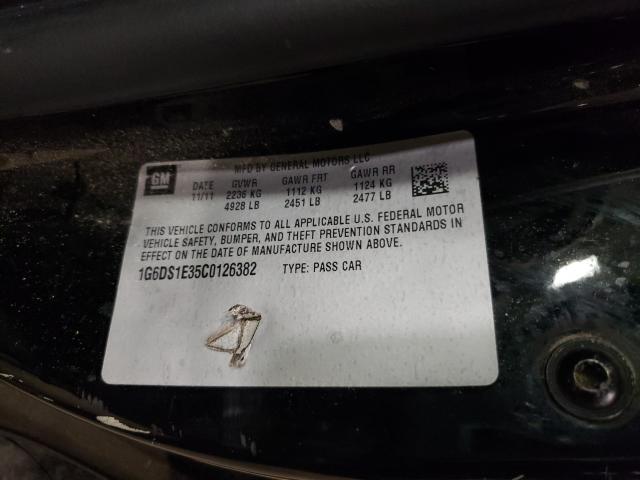 MFD BY GENERAL MOTORS LLC
GM
DATE GVWR GAWR FRT GAWR RR
11/11 2236 KG 1112 KG 1124 KG
4928 LB 2451 LB 2477 LB
THIS VEHICLE CONFORMS TO ALL APPLICABLE U.S. FEDERAL MOTOR
VEHICLE SAFETY, BUMPER, AND THEFT PREVENTION STANDARDS IN
EFFECT ON THE DATE OF MANUFACTURE SHOWN ABOVE.
1G6DS1E35C0126382 TYPE: PASS CAR